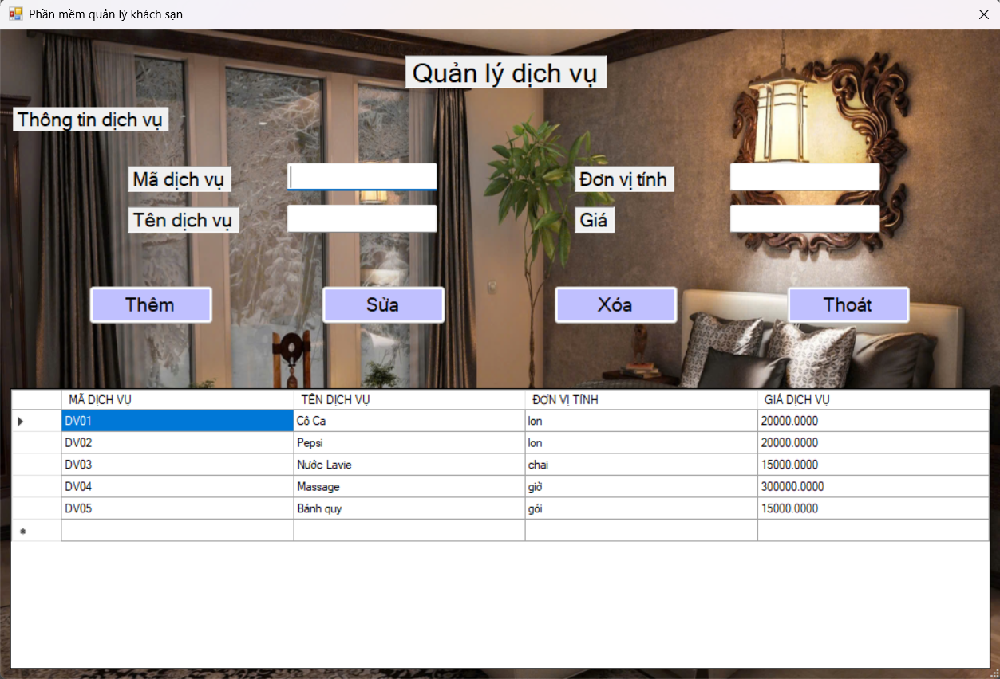 Phần mềm quản lý khách sạn
Quản lý dịch vụ
Thông tin dịch vụ
Mã dịch vụ Đơn vị tính
Tên dịch vụ Giá
Thêm Sửa Xóa Thoát
MÃ DỊCH VỤ TÊN DỊCH VỤ ĐƠN VỊ TÍNH GIÁ DỊCH VỤ
DV01 Cô Ca lon 20000.0000
DV02 Pepsi lon 20000.0000
DV03 Nước Lavie chai 15000.0000
DV04 Massage giờ 300000.0000
DV05 Bánh quy gói 15000.0000